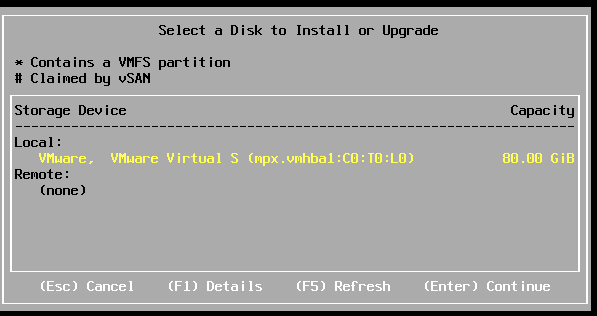 Select a Disk to Install or Upgrade
* Contains a VMFS partition
# Claimed by vSAN
Storage Device Capacity
--------------------------------------------------------------------------------
Local:
VMware, VMware Virtual S (mpx.vmhba1:C0:T0:L0) 80.00 GiB
Remote:
(none)
(Esc) Cancel (F1) Details (F5) Refresh (Enter) Continue